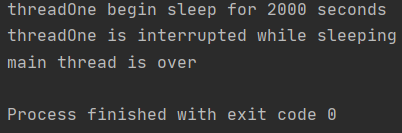 threadOne begin sleep for 2000 seconds
threadOne is interrupted while sleeping
main thread is over
Process finished with exit code 0